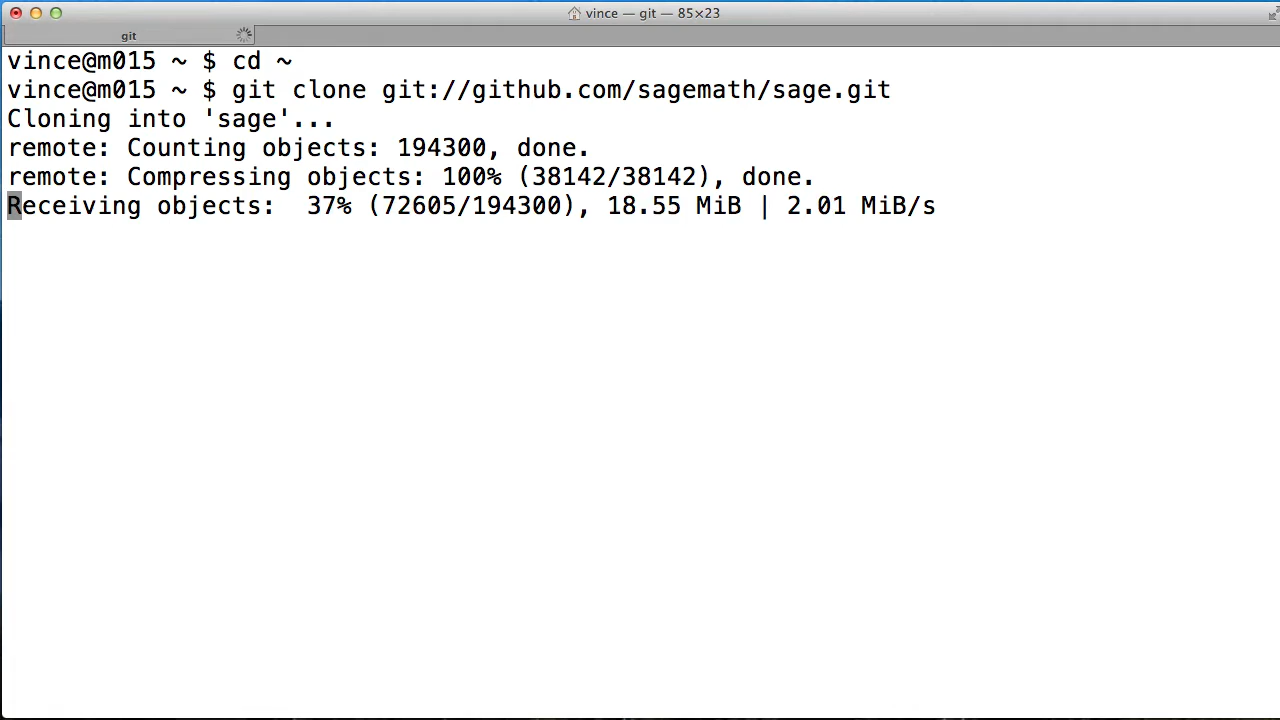 vince — git — 85×23
git
vince@m015 ~ $ cd ~
vince@m015 ~ $ git clone git://github.com/sagemath/sage.git
Cloning into 'sage'...
remote: Counting objects: 194300, done.
remote: Compressing objects: 100% (38142/38142), done.
Receiving objects:  37% (72605/194300), 18.55 MiB | 2.01 MiB/s